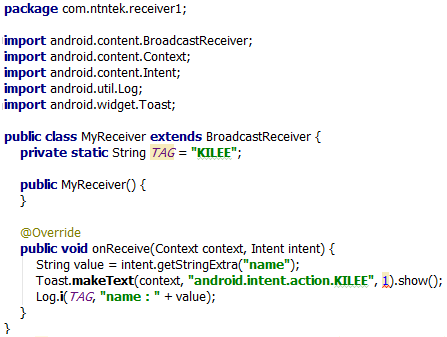 package com.ntntek.receiver1;
import android.content.BroadcastReceiver;
import android.content.Context;
import android.content.Intent;
import android.util.Log;
import android.widget.Toast;
public class MyReceiver extends BroadcastReceiver {
    private static String TAG = "KILEE";
    public MyReceiver() {
    }
    @Override
    public void onReceive(Context context, Intent intent) {
        String value = intent.getStringExtra("name");
        Toast.makeText(context, "android.intent.action.KILEE", 1).show();
        Log.i(TAG, "name : " + value);
    }
}